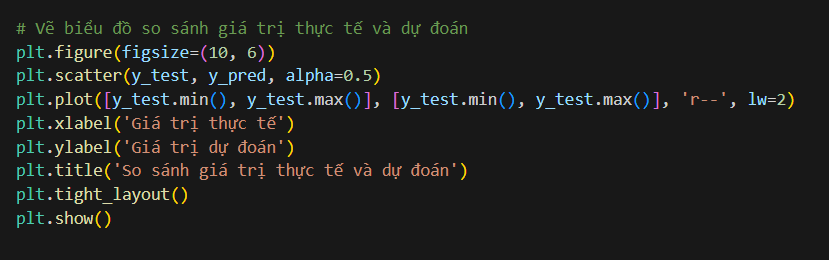 # Vẽ biểu đồ so sánh giá trị thực tế và dự đoán
plt.figure(figsize=(10, 6))
plt.scatter(y_test, y_pred, alpha=0.5)
plt.plot([y_test.min(), y_test.max()], [y_test.min(), y_test.max()], 'r--', lw=2)
plt.xlabel('Giá trị thực tế')
plt.ylabel('Giá trị dự đoán')
plt.title('So sánh giá trị thực tế và dự đoán')
plt.tight_layout()
plt.show()